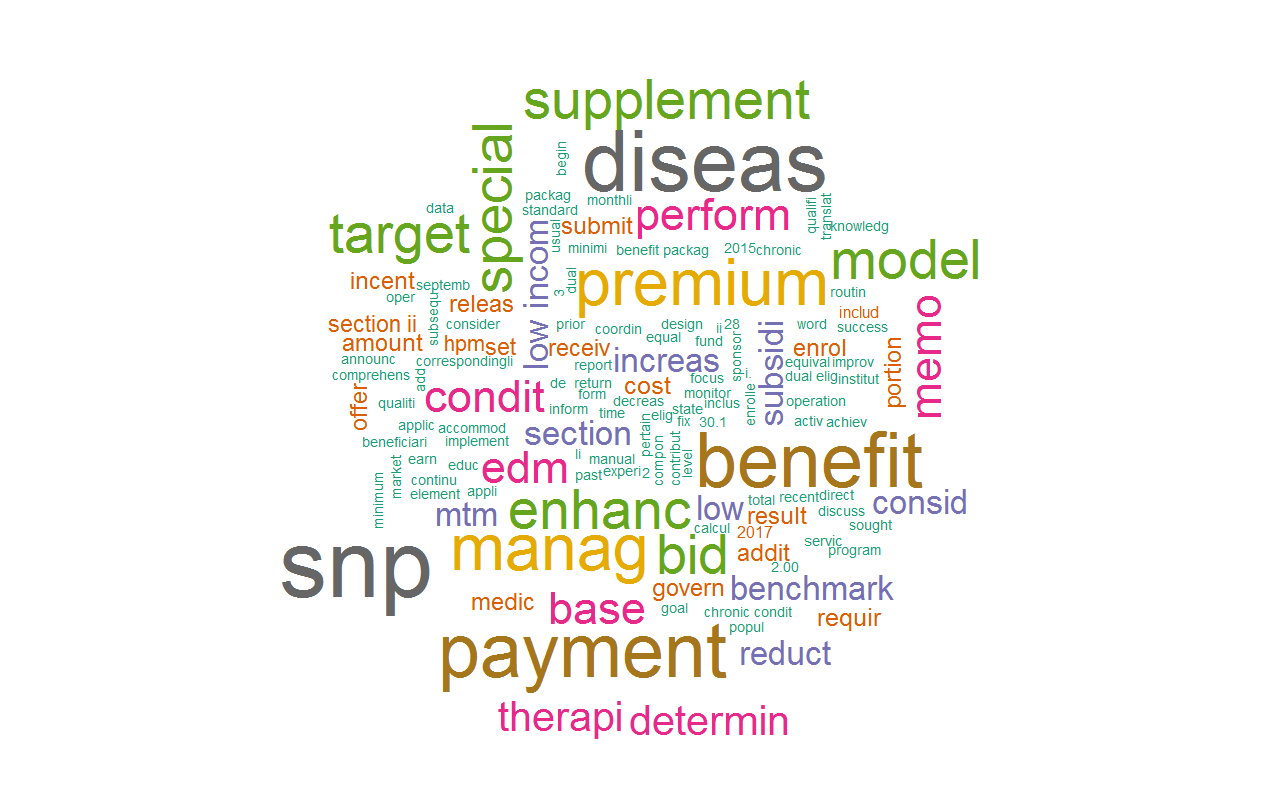 supplement
diseas
special
begin
packag
monthli
data
standard
perform
qualifi
translat
knowledg
target
submit
usual
low incom
minimi
benefit packag
2015
chronic
model
incent
septemb
dual
premium
routin
oper
releas
3
includ
memo
subsequ
section ii
consider
prior
coordin
design
28
ii
word
success
amount
hpm
set
receiv
equal
fund
sponsor
subsidi
enrol
portion
announc
correspondingli
report
increas
equival
improv
comprehens
add
de
return
cost
focus
i.
dual elig
institut
offer
qualiti
condit
form
decreas
monitor
inclus
enrolle
operation
inform
time
elig
state
fix
30.1
activ
achiev
applic
accommod
section
pertain
beneficiari
implement
benefit
earn
educ
edm
li
manual
compon
contribut
level
market
continu
past
experi
2
minimum
element
appli
mtm
enhanc
low
total
recent
direct
consid
calcul
result
discuss
sought
snp
manag
bid
2017
addit
servic
program
2.00
medic
base
govern
benchmark
goal
chronic condit
requir
popul
payment
reduct
therapi
determin